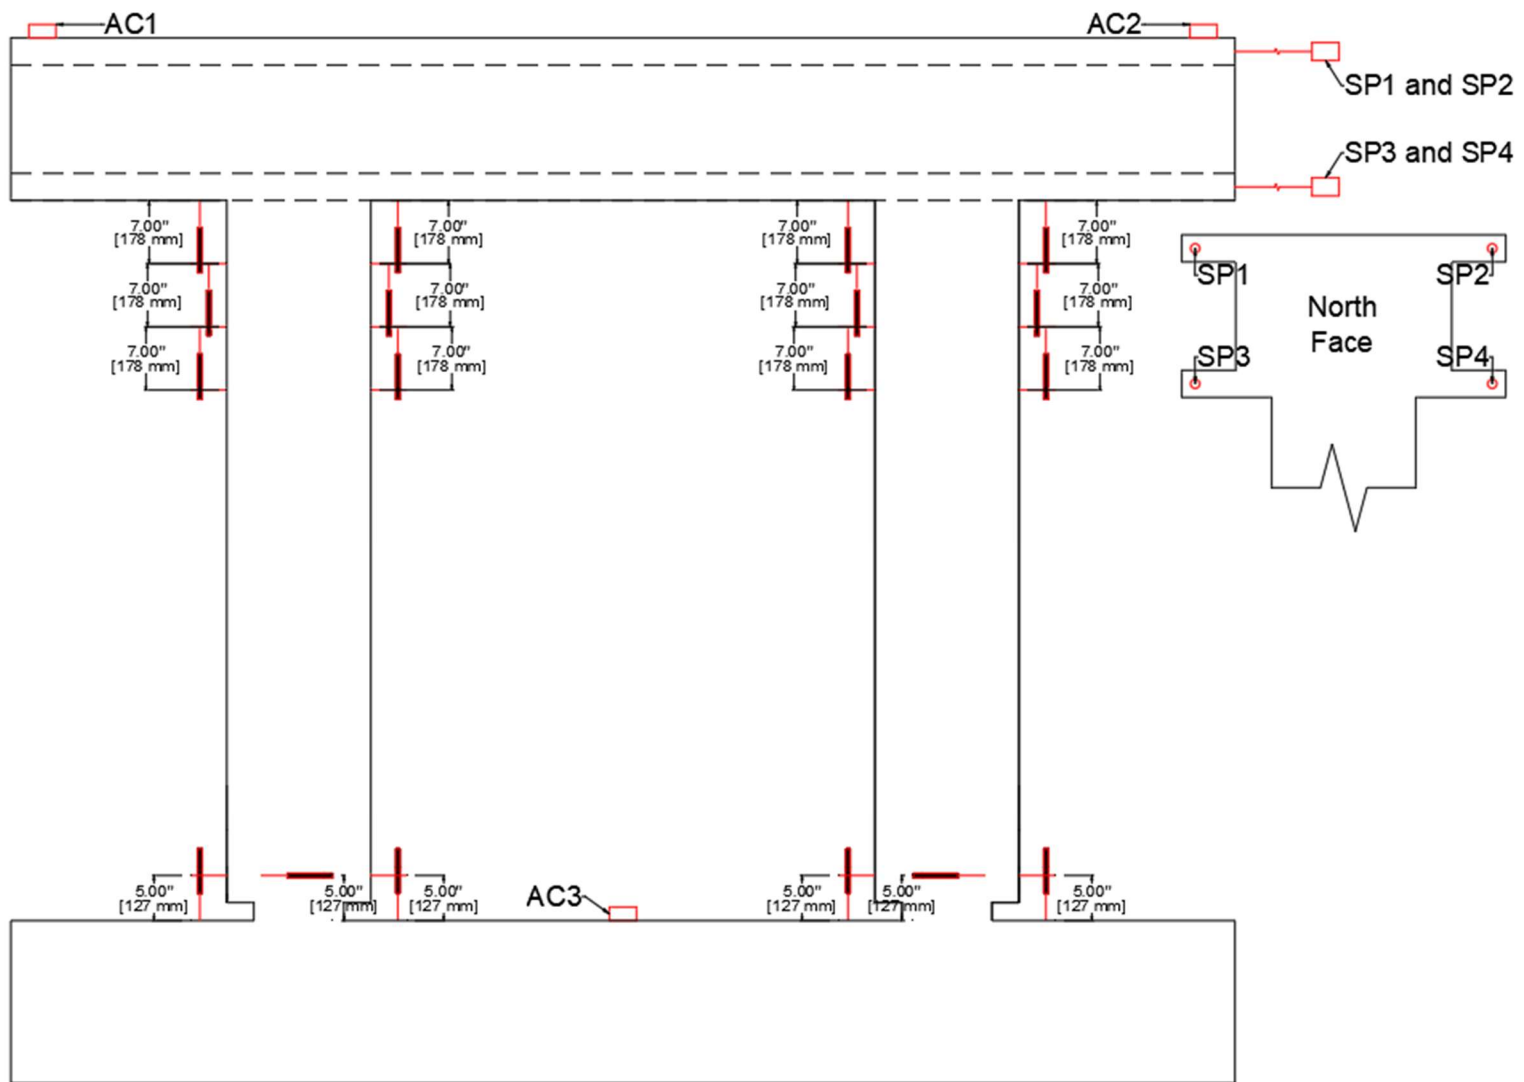 AC1
AC2
SP1 and SP2
SP3 and SP4
7.00"
[178 mm]
7.00"
[178 mm]
7.00"
[178 mm]
7.00"
[178 mm]
7.00"
[178 mm]
7.00"
[178 mm]
7.00"
[178 mm]
7.00"
[178 mm]
7.00"
[178 mm]
7.00"
[178 mm]
7.00"
[178 mm]
7.00"
[178 mm]
SP1
SP2
North
Face
SP3
SP4
5.00"
[127 mm]
5.00"
[127 mm]
5.00"
[127 mm]
AC3
5.00"
[127 mm]
5.00"
[127 mm]
5.00"
[127 mm]